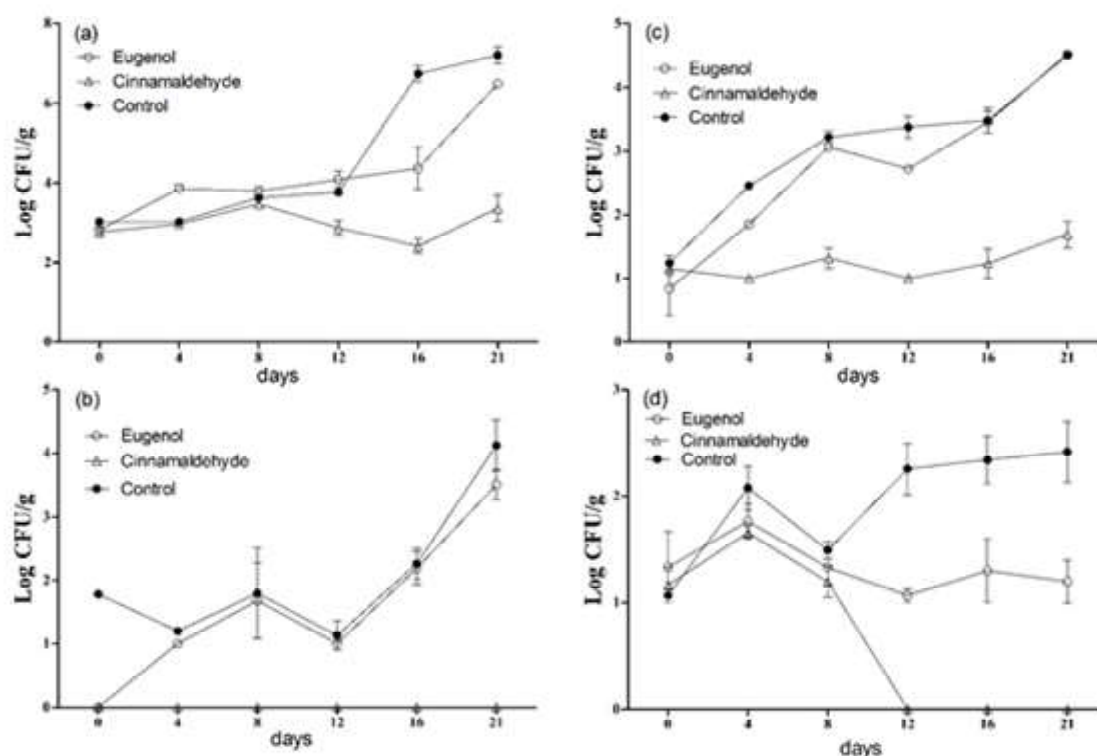 (a)
Eugenol
Cinnamaldehyde
Control
Log CFU/g
8
6
4
2
0
0 4 8 12 16 21
days
(c)
Eugenol
Cinnamaldehyde
Control
Log CFU/g
5
4
3
2
1
0
0 4 8 12 16 21
days
(b)
Eugenol
Cinnamaldehyde
Control
Log CFU/g
5
4
3
2
1
0
0 4 8 12 16 21
days
(d)
Eugenol
Cinnamaldehyde
Control
Log CFU/g
3
2
1
0
0 4 8 12 16 21
days